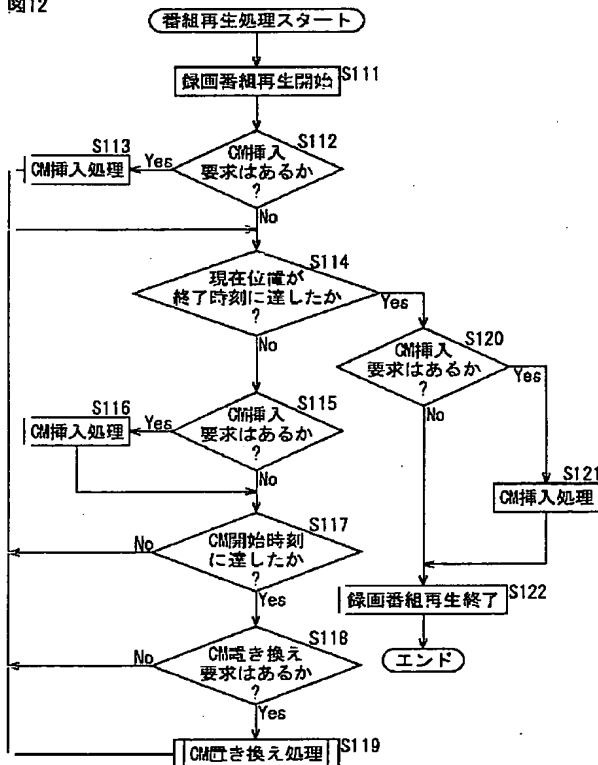 図12
番組再生処理スタート
録画番組再生開始 S111
S112
CM挿入
要求はあるか
?
Yes
No
S113
CM挿入処理
S114
現在位置が
終了時刻に達したか
?
Yes
No
S115
CM挿入
要求はあるか
?
Yes
No
S116
CM挿入処理
S117
CM開始時刻
に達したか
?
No
Yes
S118
CM置き換え
要求はあるか
?
No
Yes
CM置き換え処理 S119
S120
CM挿入
要求はあるか
?
Yes
No
S121
CM挿入処理
録画番組再生終了 S122
エンド